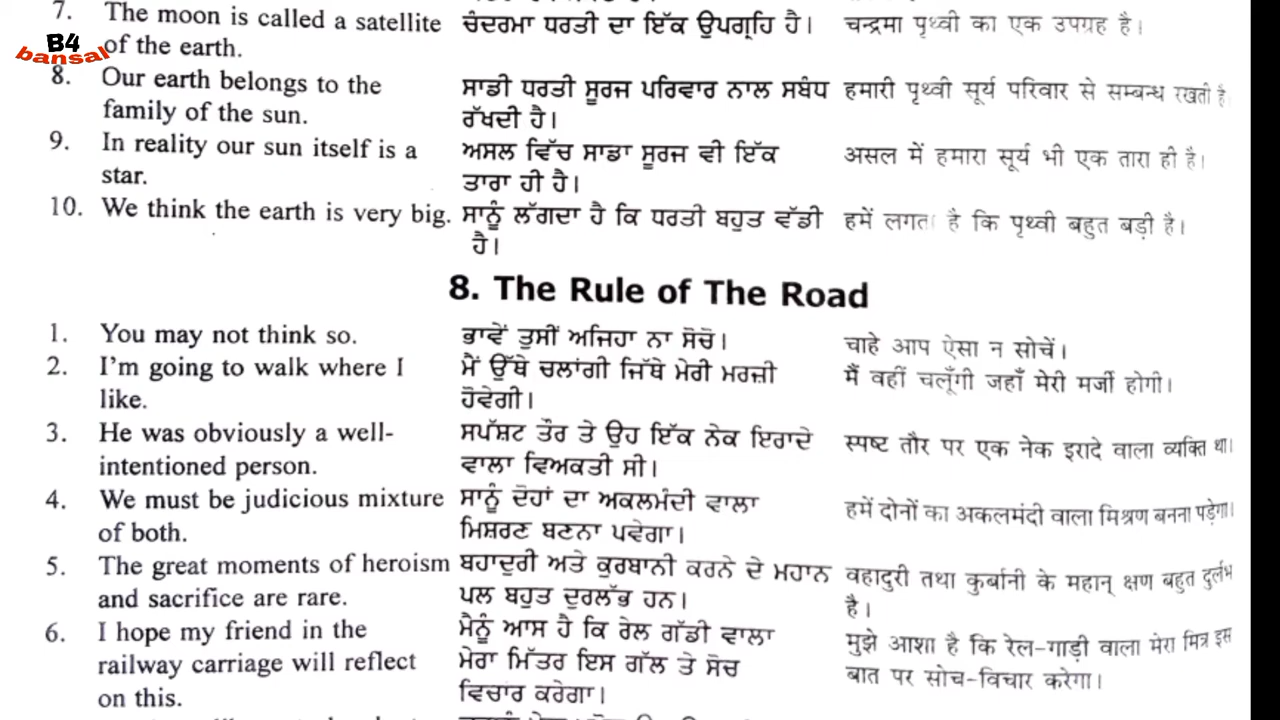 B4
bansal
7. The moon is called a satellite ਚੰਦਰਮਾ ਧਰਤੀ ਦਾ ਇੱਕ ਉਪਗ੍ਰਹਿ ਹੈ। चन्द्रमा पृथ्वी का एक उपग्रह है।
of the earth.
8. Our earth belongs to the ਸਾਡੀ ਧਰਤੀ ਸੂਰਜ ਪਰਿਵਾਰ ਨਾਲ ਸਬੰਧ हमारी पृथ्वी सूर्य परिवार से सम्बन्ध रखती है।
family of the sun. ਰੱਖਦੀ ਹੈ।
9. In reality our sun itself is a ਅਸਲ ਵਿੱਚ ਸਾਡਾ ਸੂਰਜ ਵੀ ਇੱਕ असल में हमारा सूर्य भी एक तारा ही है।
star. ਤਾਰਾ ਹੀ ਹੈ।
10. We think the earth is very big. ਸਾਨੂੰ ਲੱਗਦਾ ਹੈ ਕਿ ਧਰਤੀ ਬਹੁਤ ਵੱਡੀ हमें लगता है कि पृथ्वी बहुत बड़ी है।
ਹੈ।
8. The Rule of The Road
1. You may not think so. ਭਾਵੇਂ ਤੁਸੀਂ ਅਜਿਹਾ ਨਾ ਸੋਚੋ। चाहे आप ऐसा न सोचें।
2. I'm going to walk where I ਮੈਂ ਉੱਥੇ ਚਲਾਂਗੀ ਜਿੱਥੇ ਮੇਰੀ ਮਰਜ਼ੀ मैं वहीं चलूँगी जहाँ मेरी मर्जी होगी।
like. ਹੋਵੇਗੀ।
3. He was obviously a well- ਸਪੱਸ਼ਟ ਤੌਰ ਤੇ ਉਹ ਇੱਕ ਨੇਕ ਇਰਾਦੇ स्पष्ट तौर पर एक नेक इरादे वाला व्यक्ति था।
intentioned person. ਵਾਲਾ ਵਿਅਕਤੀ ਸੀ।
4. We must be judicious mixture ਸਾਨੂੰ ਦੋਹਾਂ ਦਾ ਅਕਲਮੰਦੀ ਵਾਲਾ हमें दोनों का अकलमंदी वाला मिश्रण बनना पड़ेगा।
of both. ਮਿਸ਼ਰਣ ਬਣਨਾ ਪਵੇਗਾ।
5. The great moments of heroism ਬਹਾਦੁਰੀ ਅਤੇ ਕੁਰਬਾਨੀ ਕਰਨੇ ਦੇ ਮਹਾਨ वहादुरी तथा कुर्बानी के महान् क्षण बहुत दुर्लभ
and sacrifice are rare. ਪਲ ਬਹੁਤ ਦੁਰਲੱਭ ਹਨ। है।
6. I hope my friend in the ਮੈਨੂੰ ਆਸ ਹੈ ਕਿ ਰੇਲ ਗੱਡੀ ਵਾਲਾ मुझे आशा है कि रेल-गाड़ी वाला मेरा मित्र इस
railway carriage will reflect ਮੇਰਾ ਮਿੱਤਰ ਇਸ ਗੱਲ ਤੇ ਸੋਚ बात पर सोच-विचार करेगा।
on this. ਵਿਚਾਰ ਕਰੇਗਾ।